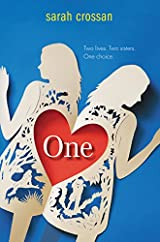 sarah crossan
Two lives. Two sisters.
One choice.
One